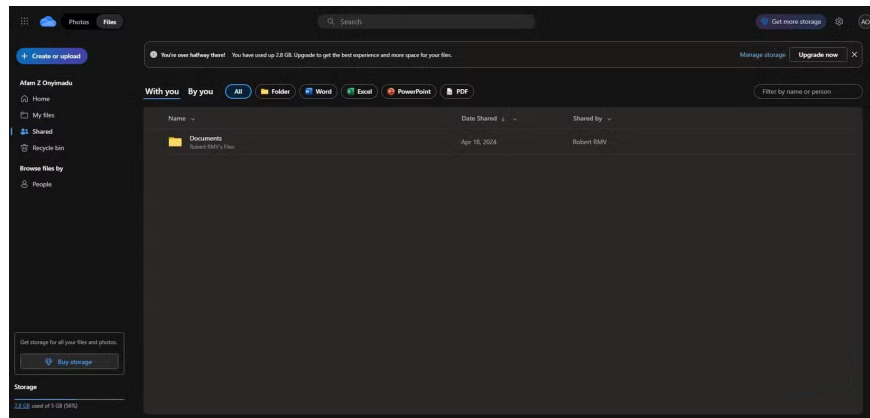 Photos Files
Search
Get more storage
AO
+ Create or upload
You're over halfway there! You have used up 2.8 GB. Upgrade to get the best experience and more space for your files.
Manage storage Upgrade now
Afam Z Onyimadu
Home
My files
Shared
Recycle bin
Browse files by
People
With you By you All Folder Word Excel PowerPoint PDF
Filter by name or person
Name Date Shared Shared by
Documents
Robert RMV's Files
Apr 18, 2024
Robert RMV
Get storage for all your files and photos.
Buy storage
Storage
2.8 GB used of 5 GB (56%)